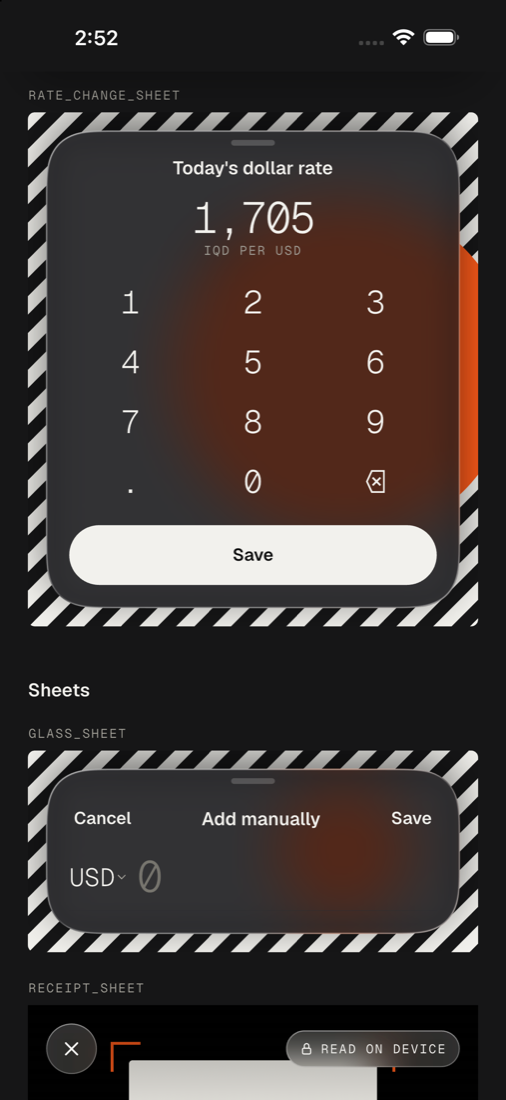 2:52
RATE_CHANGE_SHEET
Today's dollar rate
1,705
IQD PER USD
1 2 3
4 5 6
7 8 9
. 0
Save
Sheets
GLASS_SHEET
Cancel Add manually Save
USD 0
RECEIPT_SHEET
READ ON DEVICE